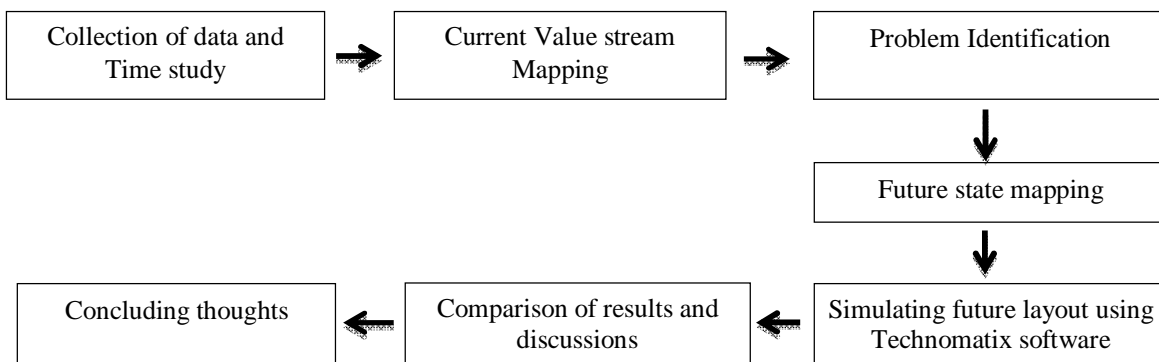 Collection of data and
Time study
Current Value stream
Mapping
Problem Identification
Future state mapping
Simulating future layout using
Technomatix software
Comparison of results and
discussions
Concluding thoughts